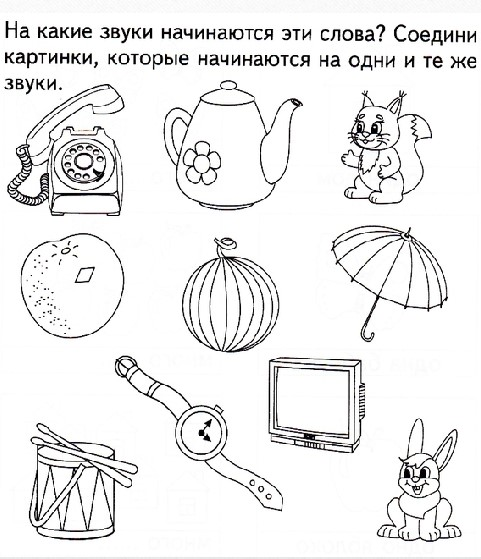 На какие звуки начинаются эти слова? Соедини
картинки, которые начинаются на одни и те же
звуки.